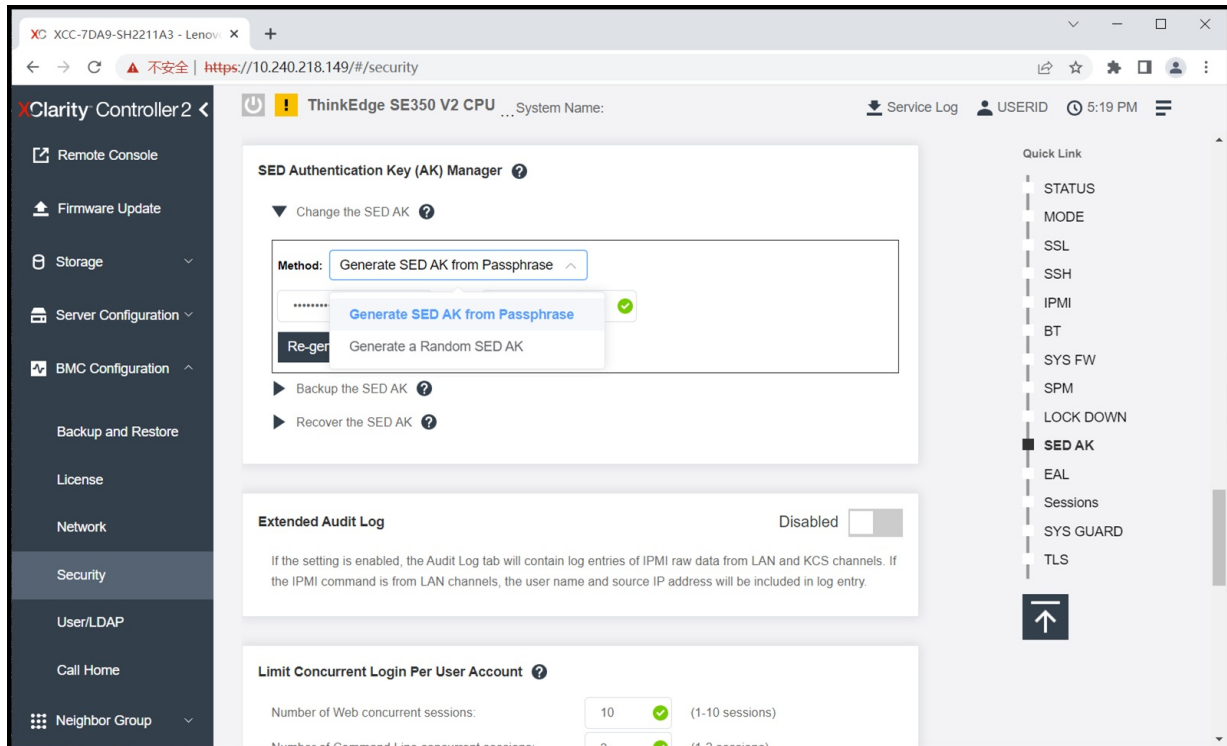 XC XCC-7DA9-SH2211A3 - Lenov
不安全 | https://10.240.218.149/#/security
XClarity Controller 2
ThinkEdge SE350 V2 CPU ... System Name:
Service Log
USERID
5:19 PM
Remote Console
Firmware Update
Storage
Server Configuration
BMC Configuration
Backup and Restore
License
Network
Security
User/LDAP
Call Home
Neighbor Group
SED Authentication Key (AK) Manager
Change the SED AK
Method: Generate SED AK from Passphrase
Generate SED AK from Passphrase
Generate a Random SED AK
Re-ger
Backup the SED AK
Recover the SED AK
Extended Audit Log
Disabled
If the setting is enabled, the Audit Log tab will contain log entries of IPMI raw data from LAN and KCS channels. If
the IPMI command is from LAN channels, the user name and source IP address will be included in log entry.
Limit Concurrent Login Per User Account
Number of Web concurrent sessions: 10 (1-10 sessions)
Quick Link
STATUS
MODE
SSL
SSH
IPMI
BT
SYS FW
SPM
LOCK DOWN
SED AK
EAL
Sessions
SYS GUARD
TLS